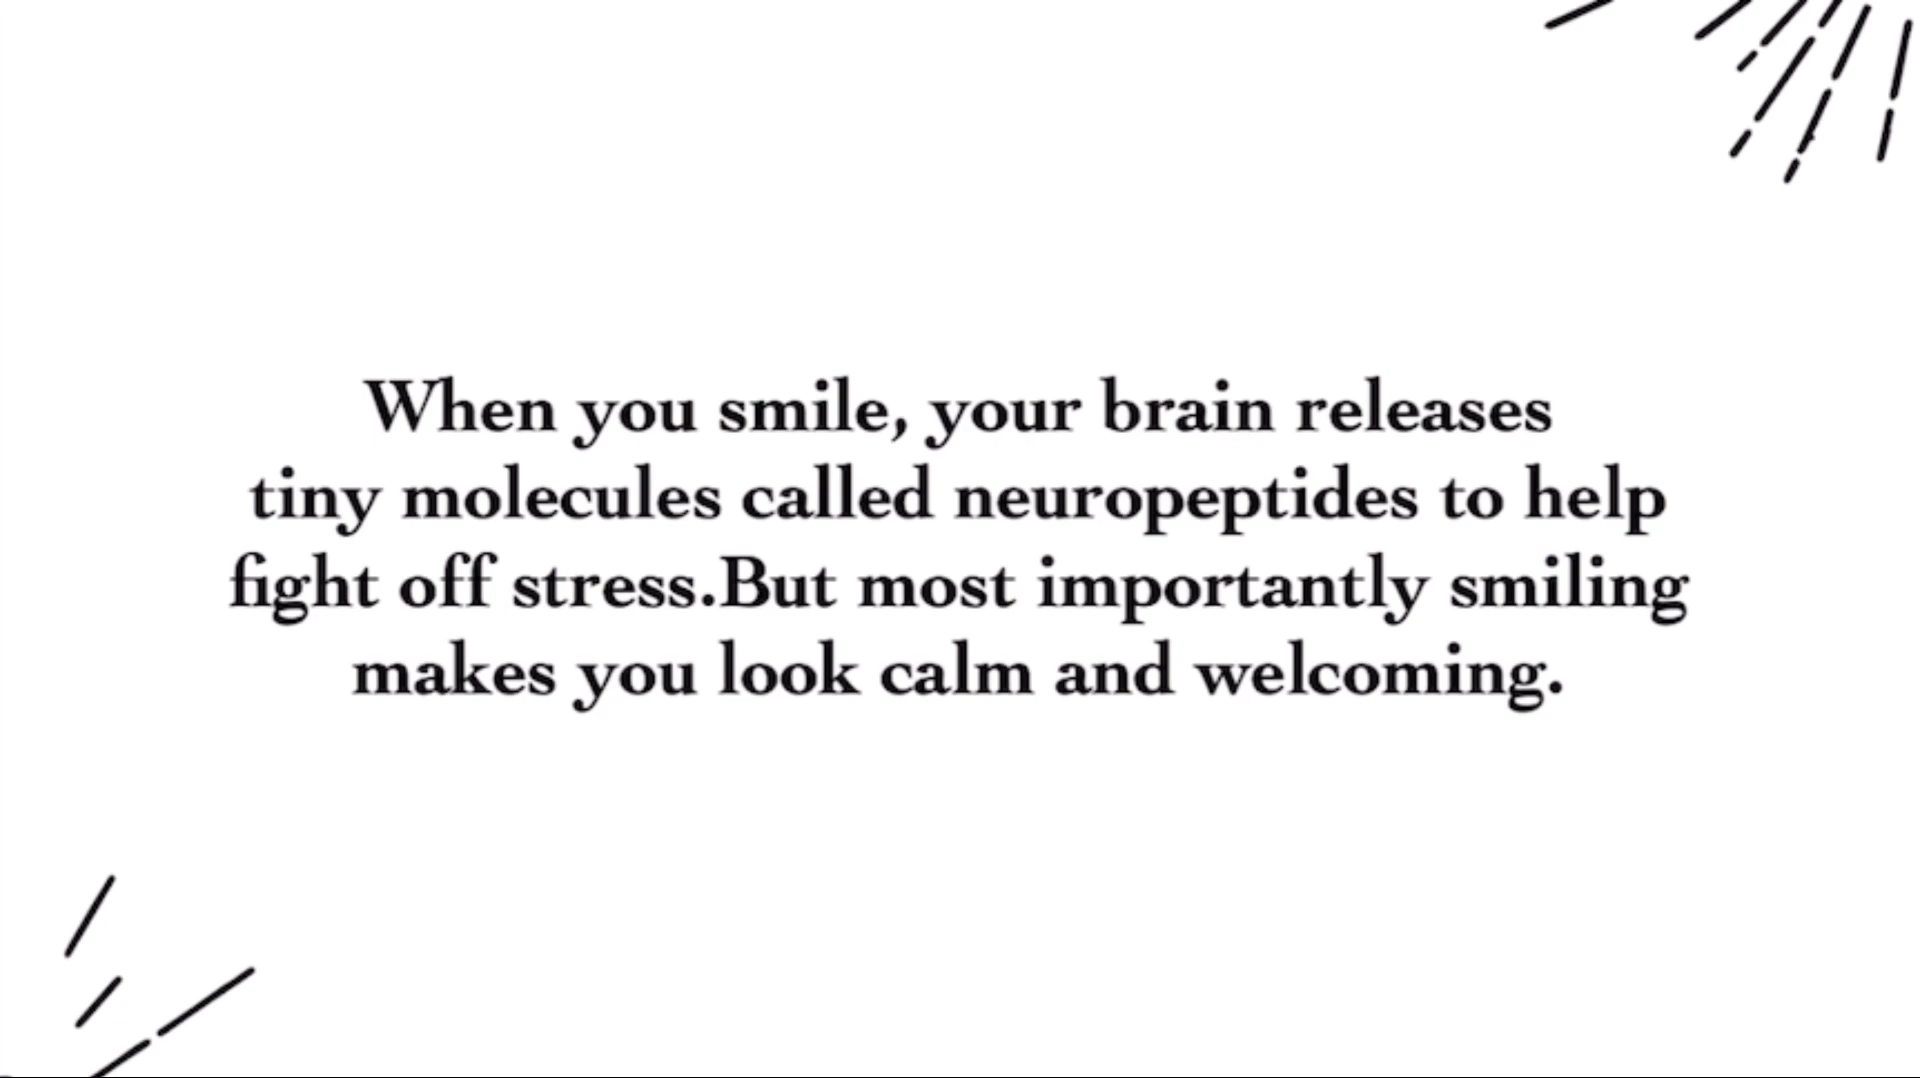 When you smile, your brain releases
tiny molecules called neuropeptides to help
fight off stress.But most importantly smiling
makes you look calm and welcoming.